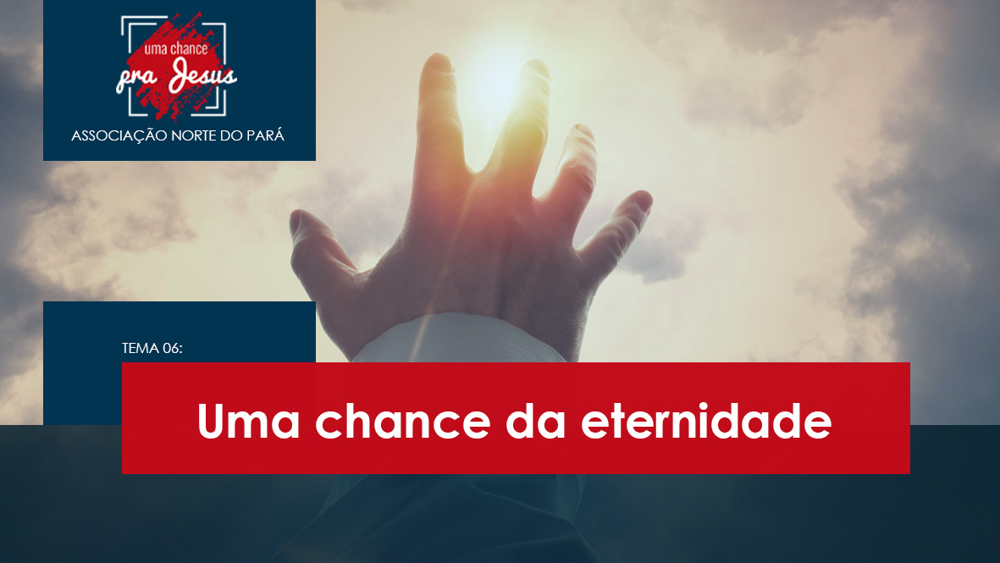 uma chance
pra Jesus
ASSOCIAÇÃO NORTE DO PARÁ
TEMA 06:
Uma chance da eternidade